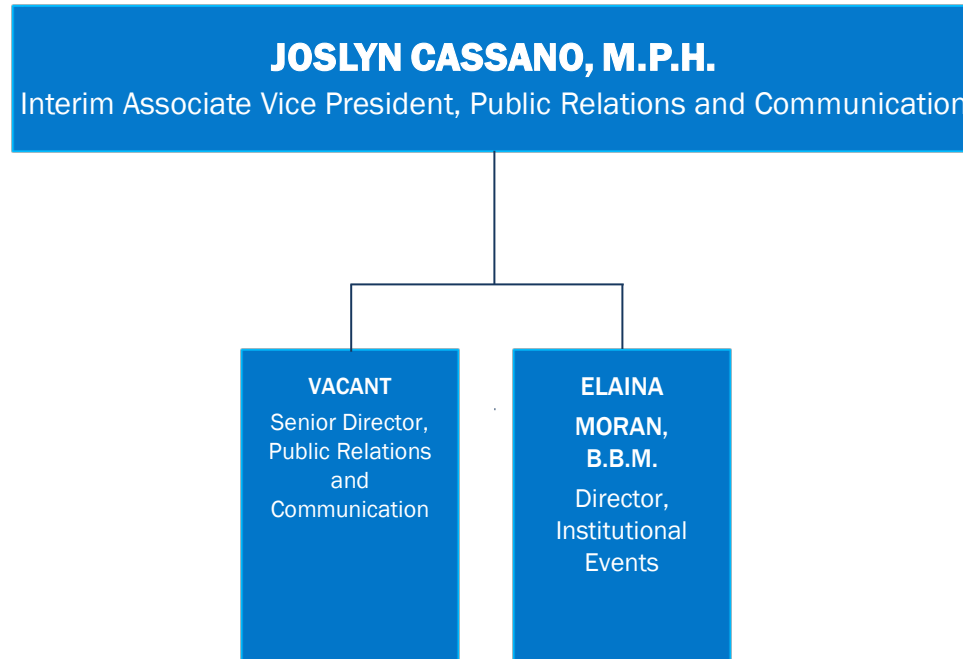 JOSLYN CASSANO, M.P.H.
Interim Associate Vice President, Public Relations and Communication
VACANT
Senior Director,
Public Relations
and
Communication
ELAINA
MORAN,
B.B.M.
Director,
Institutional
Events